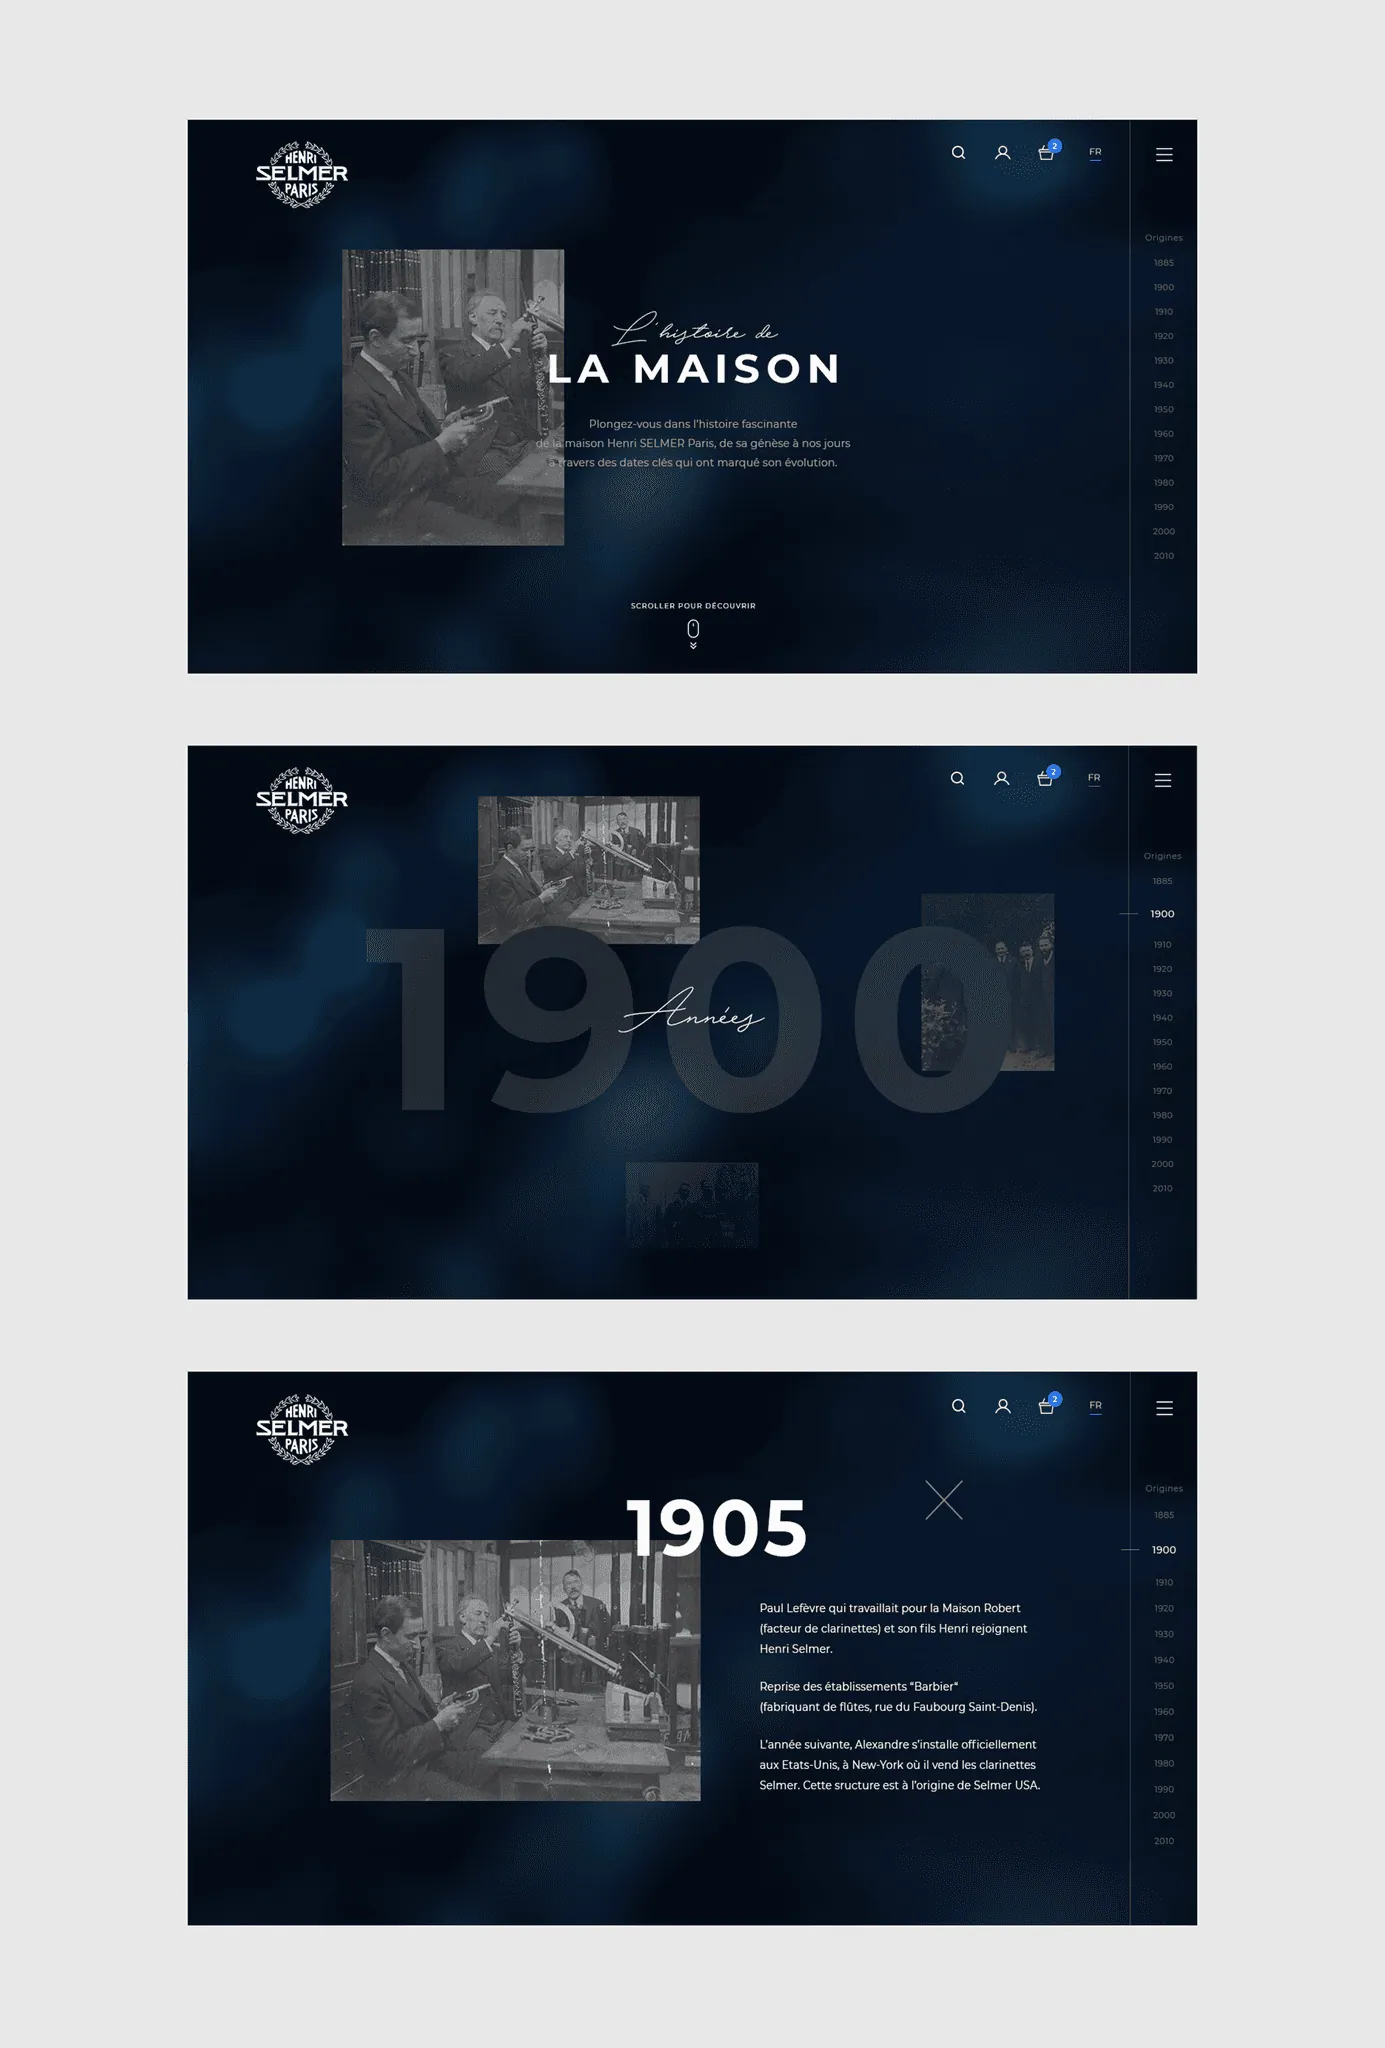 HENRI
SELMER
PARIS
2
FR
L'histoire de
LA MAISON
Plongez-vous dans l'histoire fascinante
de la maison Henri SELMER Paris, de sa génèse à nos jours
à travers des dates clés qui ont marqué son évolution.
SCROLLER POUR DÉCOUVRIR
Origines
1885
1900
1910
1920
1930
1940
1950
1960
1970
1980
1990
2000
2010
HENRI
SELMER
PARIS
2
FR
1900
Années
Origines
1885
1900
1910
1920
1930
1940
1950
1960
1970
1980
1990
2000
2010
HENRI
SELMER
PARIS
2
FR
1905
Paul Lefèvre qui travaillait pour la Maison Robert
(facteur de clarinettes) et son fils Henri rejoignent
Henri Selmer.
Reprise des établissements “Barbier“
(fabriquant de flûtes, rue du Faubourg Saint-Denis).
L'année suivante, Alexandre s'installe officiellement
aux Etats-Unis, à New-York où il vend les clarinettes
Selmer. Cette sructure est à l'origine de Selmer USA.
Origines
1885
1900
1910
1920
1930
1940
1950
1960
1970
1980
1990
2000
2010